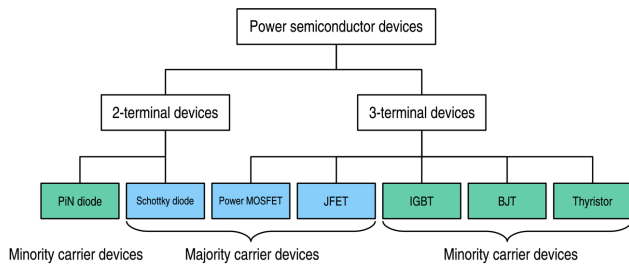 Power semiconductor devices
2-terminal devices
3-terminal devices
PiN diode
Schottky diode
Power MOSFET
JFET
IGBT
BJT
Thyristor
Minority carrier devices
Majority carrier devices
Minority carrier devices